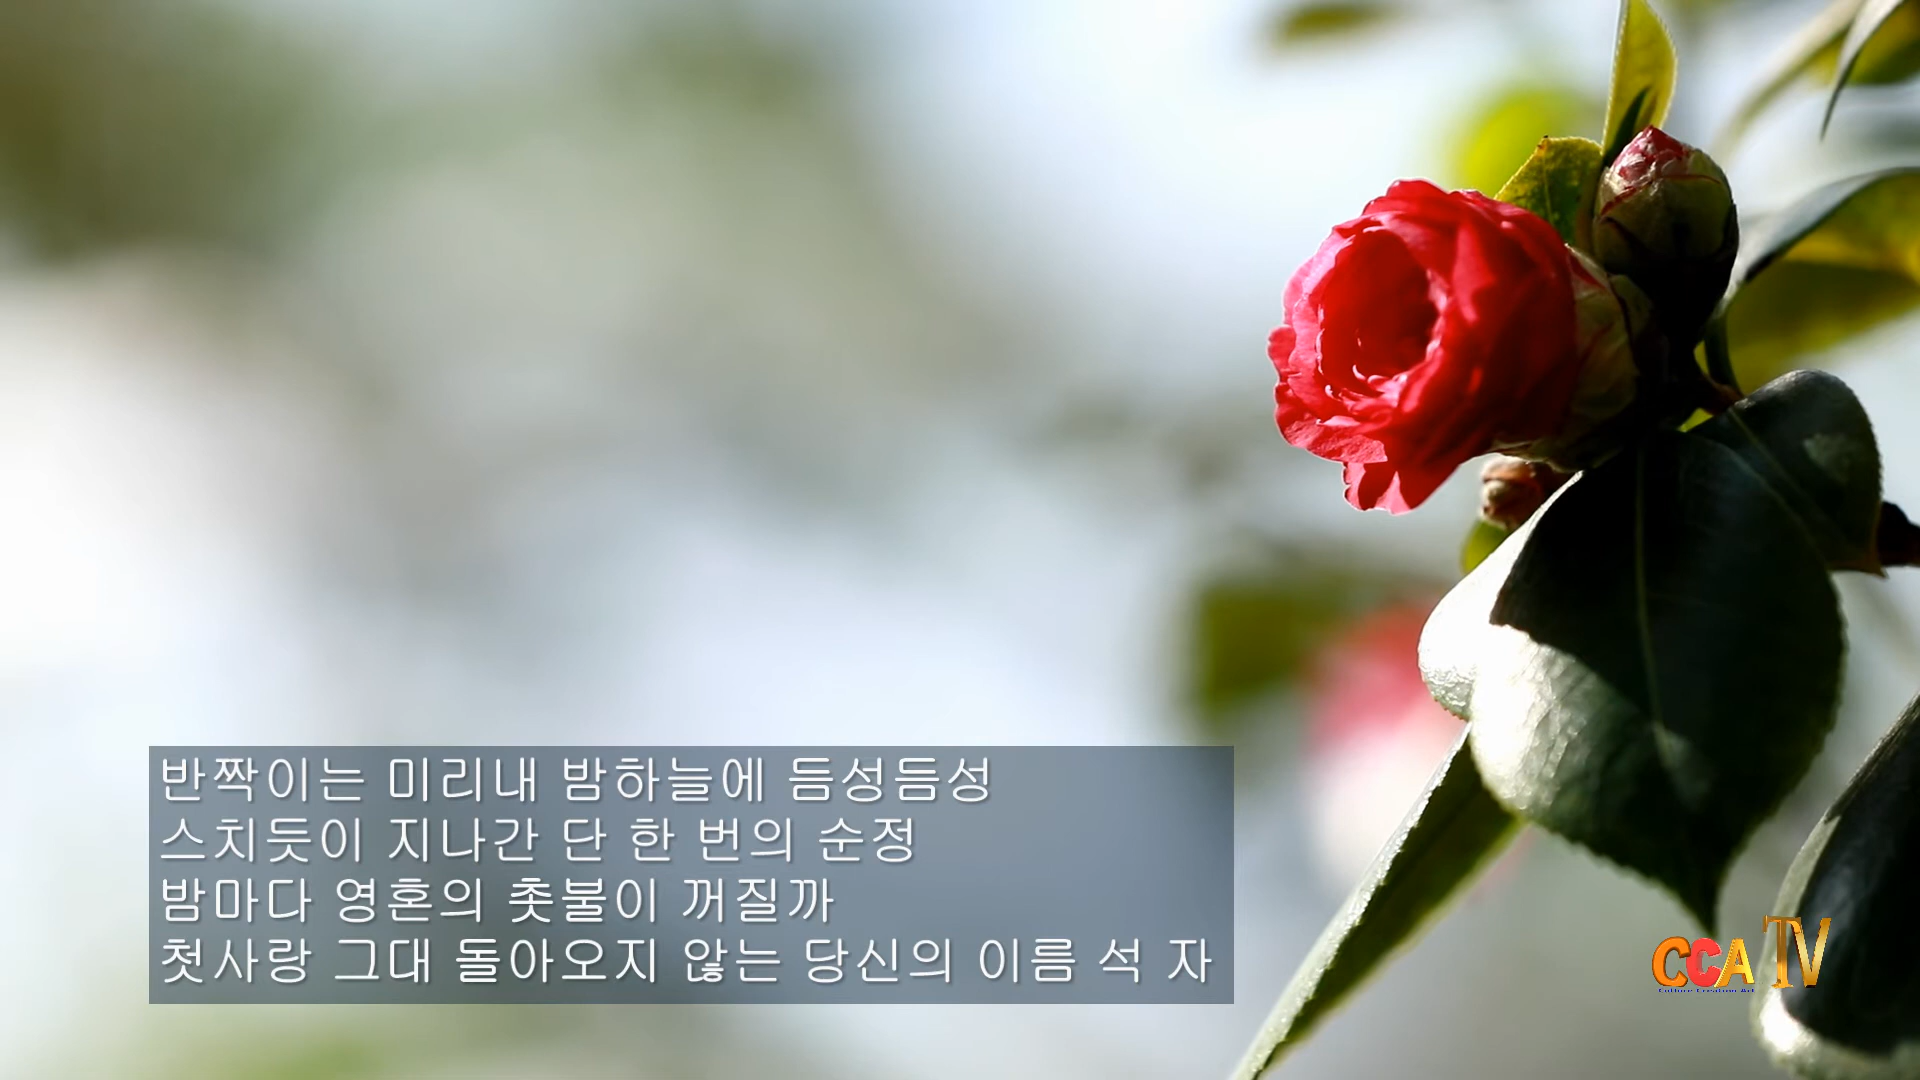 반짝이는 미리내 밤하늘에 듬성듬성
스치듯이 지나간 단 한 번의 순정
밤마다 영혼의 촛불이 꺼질까
첫사랑 그대 돌아오지 않는 당신의 이름 석 자
CCA TV
Culture Creation Art